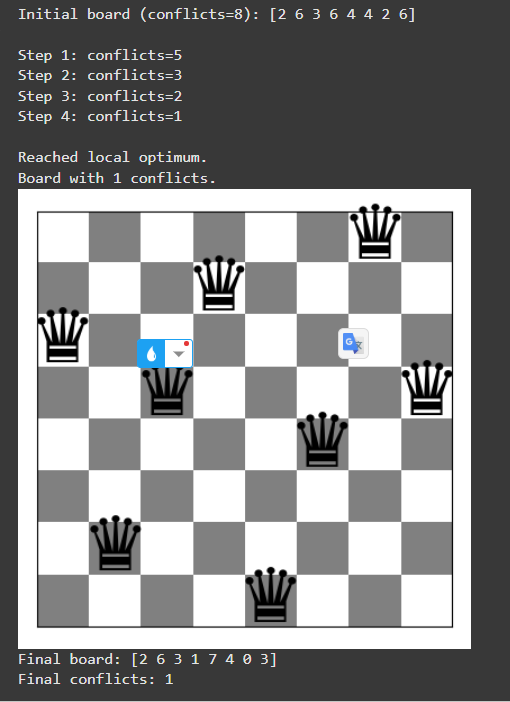 Initial board (conflicts=8): [2 6 3 6 4 4 2 6]
Step 1: conflicts=5
Step 2: conflicts=3
Step 3: conflicts=2
Step 4: conflicts=1
Reached local optimum.
Board with 1 conflicts.
G
Final board: [2 6 3 1 7 4 0 3]
Final conflicts: 1